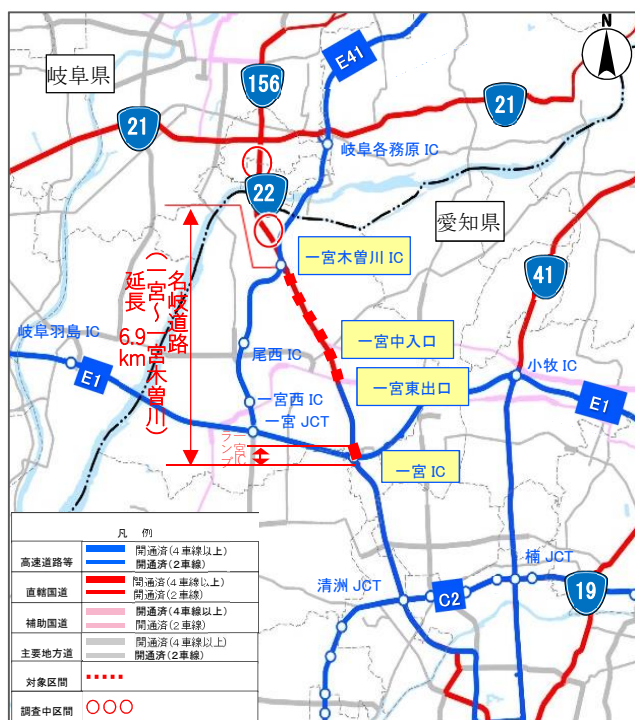 N
岐阜県
E41
156
21
21
岐阜各務原 IC
22
愛知県
一宮木曽川 IC
41
名岐道路
(一宮~一宮木曽川)
延長 6.9km
岐阜羽島 IC
一宮中入口
尾西 IC
小牧 IC
E1
一宮東出口
E1
一宮西 IC
一宮 JCT
一宮IC
ランプ
一宮 IC
凡 例
高速道路等
開通済(4車線以上)
開通済(2車線)
直轄国道
開通済(4車線以上)
開通済(2車線)
補助国道
開通済(4車線以上)
開通済(2車線)
主要地方道
開通済(4車線以上)
開通済(2車線)
対象区間
調査中区間
清洲 JCT
C2
楠 JCT
19